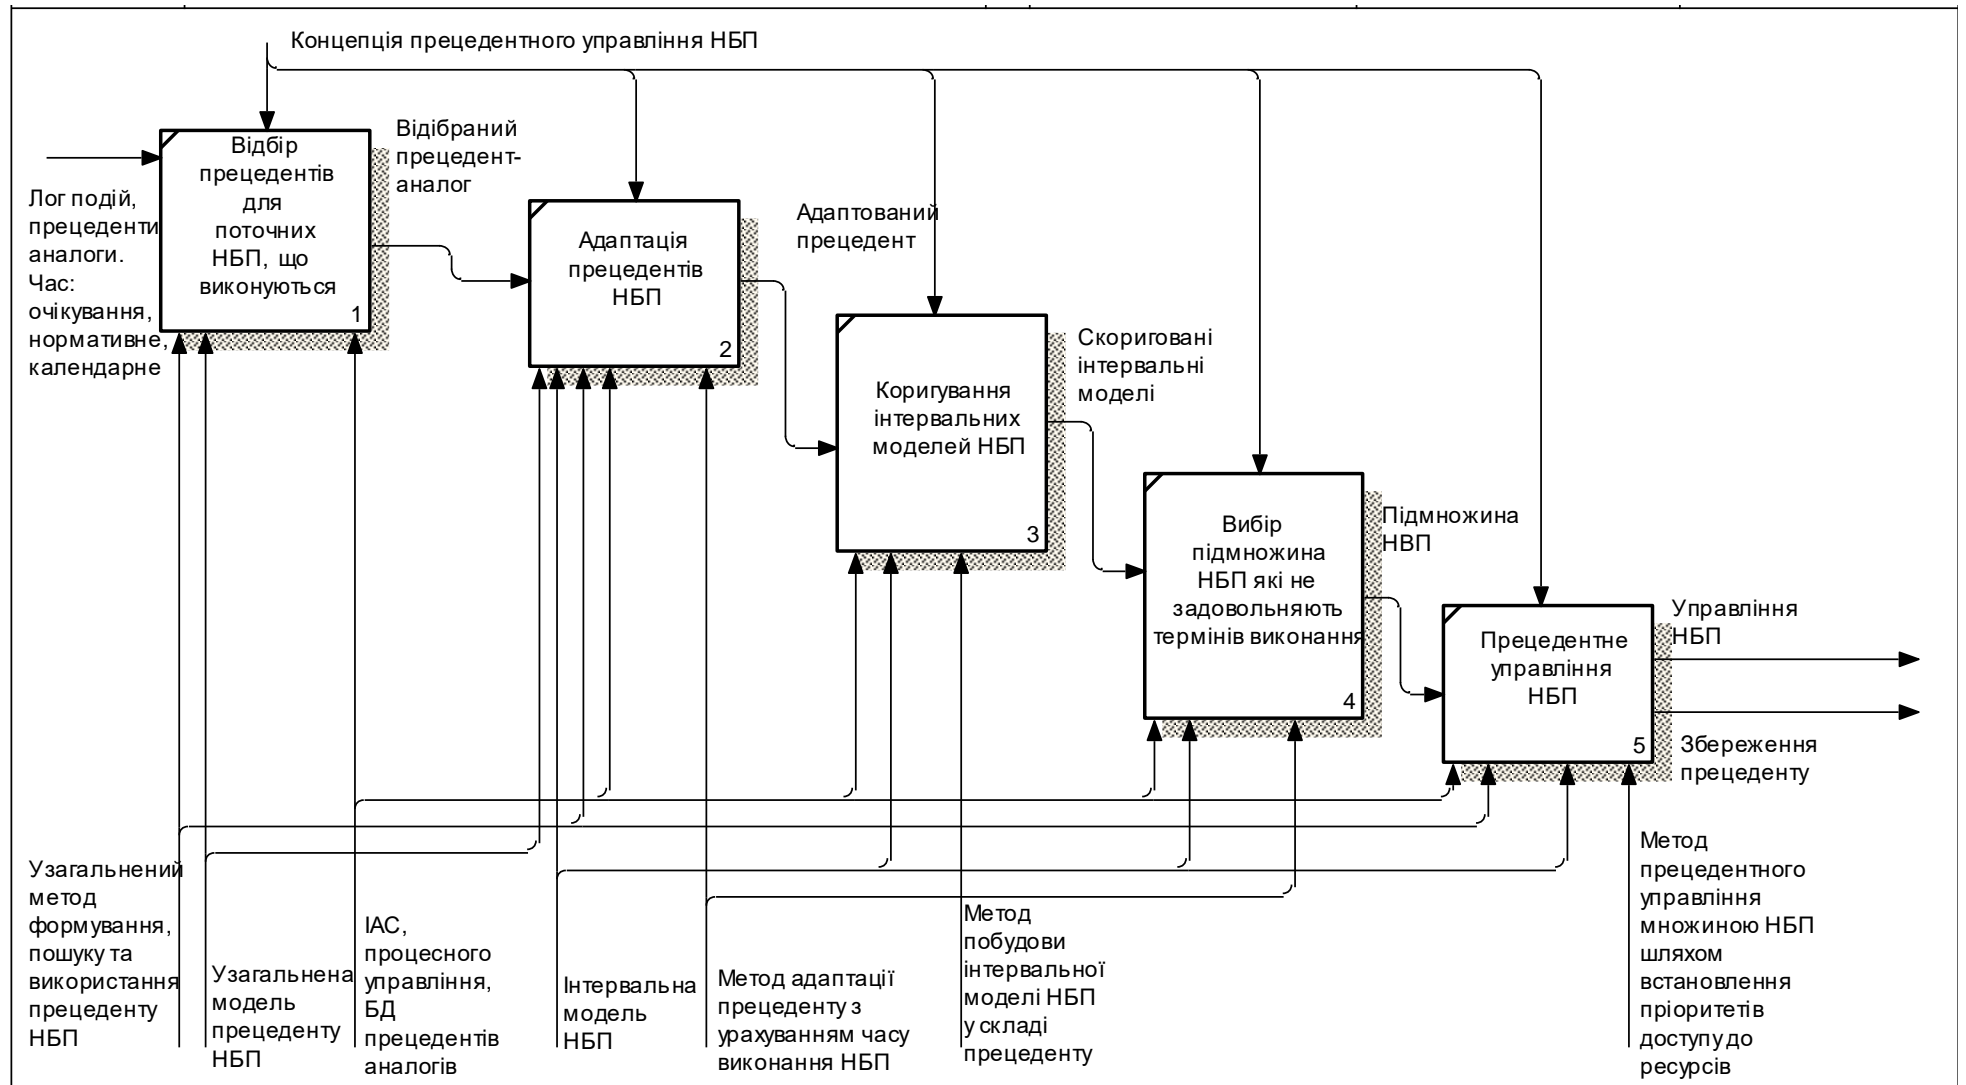 Концепція прецедентного управління НБП
Відбір
прецедентів
для
поточних
НБП, що
виконуються
1
Відібраний
прецедент-
аналог
Лог подій,
прецеденти
аналоги.
Час:
очікування,
нормативне,
календарне
Адаптація
прецедентів
НБП
2
Адаптований
прецедент
Коригування
інтервальних
моделей НБП
3
Скориговані
інтервальні
моделі
Вибір
підмножина
НБП які не
задовольняють
термінів виконання
4
Підмножина
НВП
Прецедентне
управління
НБП
5
Управління
НБП
Збереження
прецеденту
Узагальнений
метод
формування,
пошуку та
використання
прецеденту
НБП
Узагальнена
модель
прецеденту
НБП
ІАС,
процесного
управління,
БД
прецедентів
аналогів
Інтервальна
модель
НБП
Метод адаптації
прецеденту з
урахуванням часу
виконання НБП
Метод
побудови
інтервальної
моделі НБП
у складі
прецеденту
Метод
прецедентного
управління
множиною НБП
шляхом
встановлення
пріоритетів
доступу до
ресурсів